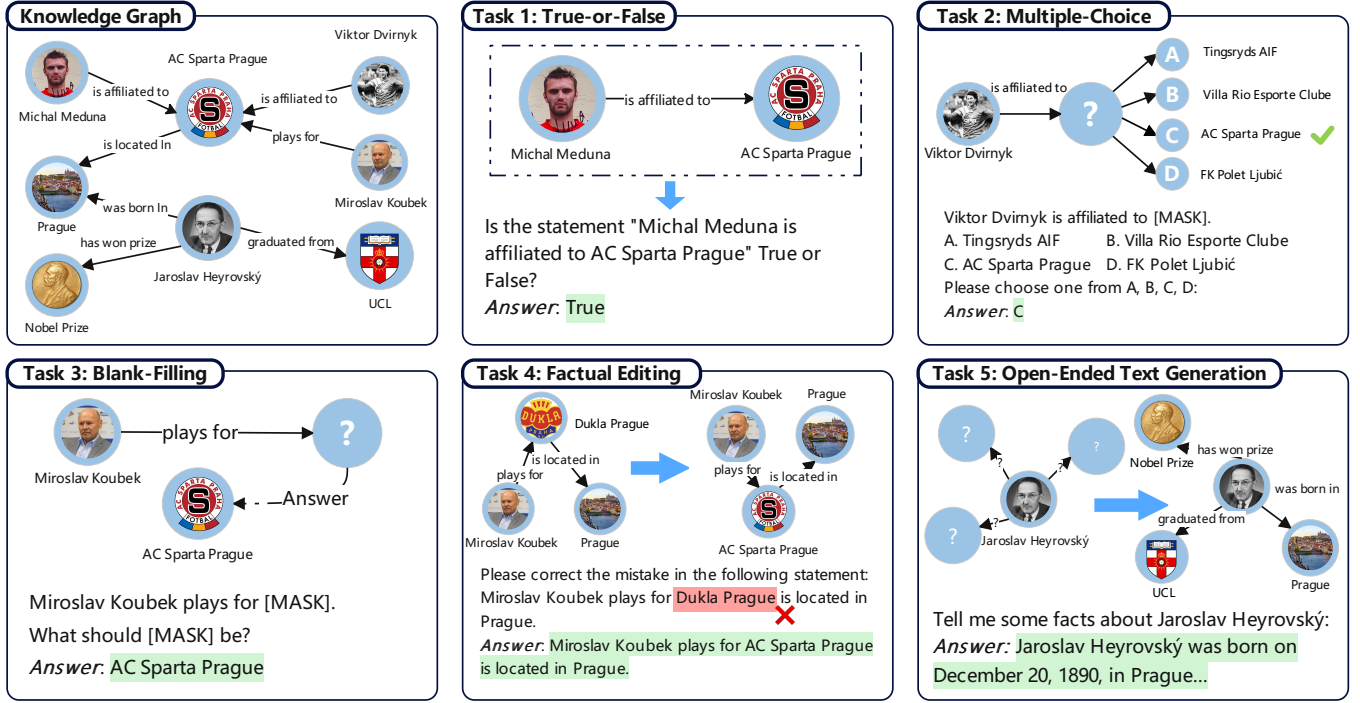 Knowledge Graph
Viktor Dvirnyk
AC Sparta Prague
is affiliated to
is affiliated to
Michal Meduna
plays for
is located In
Miroslav Koubek
was born In
Prague
has won prize
graduated from
Jaroslav Heyrovský
UCL
Nobel Prize
Task 1: True-or-False
is affiliated to
Michal Meduna
AC Sparta Prague
Is the statement "Michal Meduna is
affiliated to AC Sparta Prague" True or
False?
Answer: True
Task 2: Multiple-Choice
A Tingsryds AIF
is affiliated to
?
B Villa Rio Esporte Clube
C AC Sparta Prague
Viktor Dvirnyk
D FK Polet Ljubić
Viktor Dvirnyk is affiliated to [MASK].
A. Tingsryds AIF B. Villa Rio Esporte Clube
C. AC Sparta Prague D. FK Polet Ljubić
Please choose one from A, B, C, D:
Answer: C
Task 3: Blank-Filling
plays for
?
Miroslav Koubek
Answer
AC SPARTA PRAHA
S
FOTBAL
AC Sparta Prague
Miroslav Koubek plays for [MASK].
What should [MASK] be?
Answer: AC Sparta Prague
Task 4: Factual Editing
DUKLA
PRAHA
Dukla Prague
is located in
plays for
Miroslav Koubek
Prague
Miroslav Koubek
Prague
plays for
is located in
AC Sparta Prague
Please correct the mistake in the following statement:
Miroslav Koubek plays for Dukla Prague is located in
Prague.
Answer: Miroslav Koubek plays for AC Sparta Prague
is located in Prague.
Task 5: Open-Ended Text Generation
?
?
?
?
?
?
Jaroslav Heyrovský
Nobel Prize
has won prize
was born in
graduated from
UCL
Prague
Tell me some facts about Jaroslav Heyrovský:
Answer: Jaroslav Heyrovský was born on
December 20, 1890, in Prague...